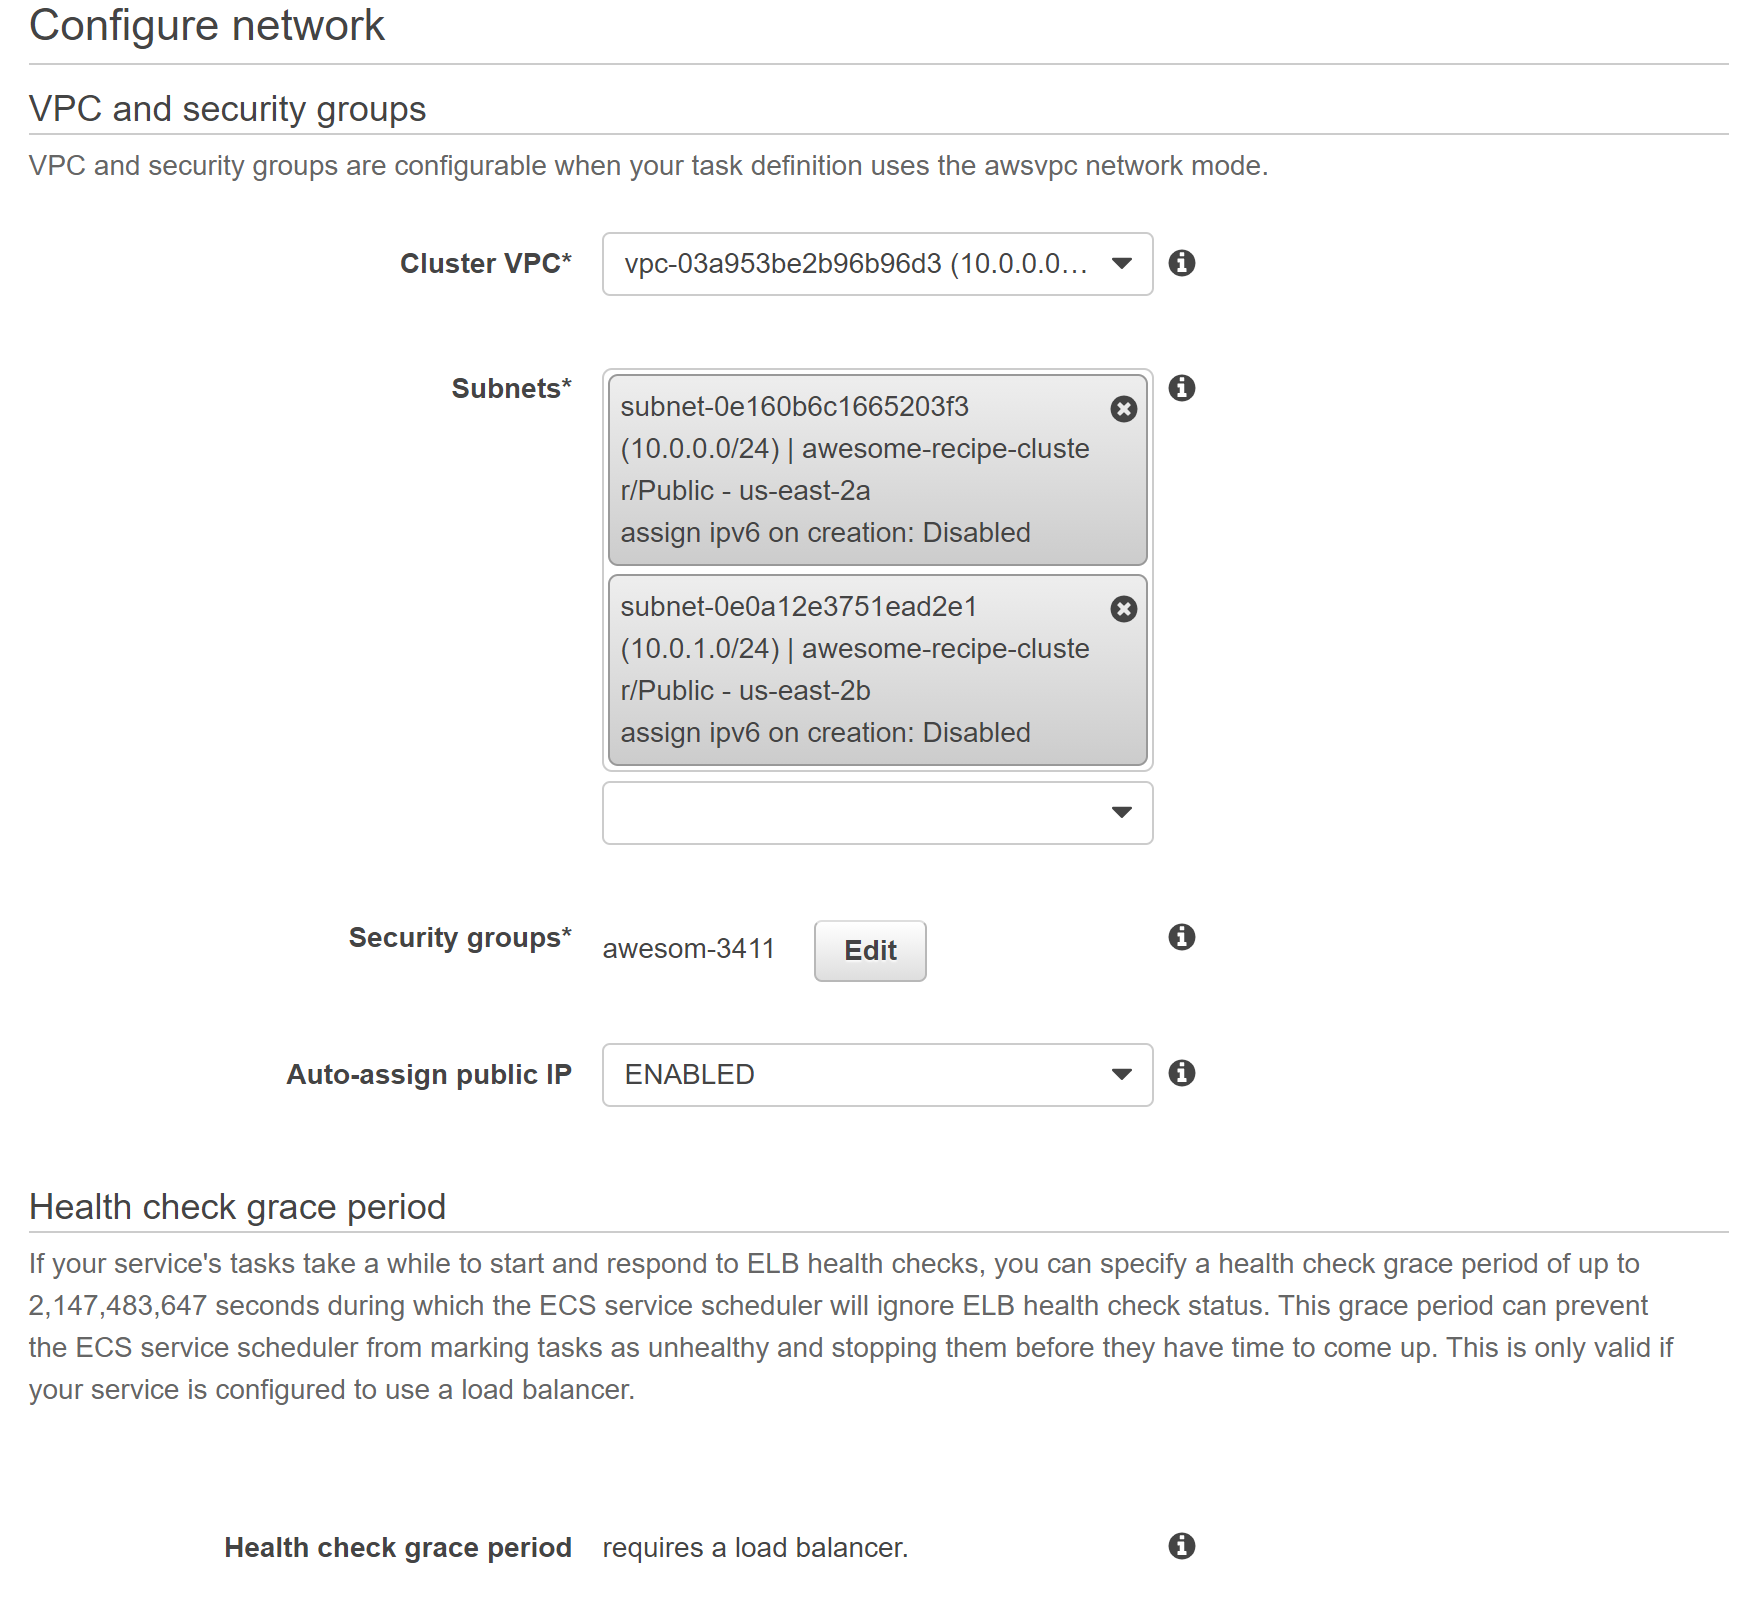 Configure network
VPC and security groups
VPC and security groups are configurable when your task definition uses the awsvpc network mode.
Cluster VPC* vpc-03a953be2b96b96d3 (10.0.0.0…
Subnets* subnet-0e160b6c1665203f3
(10.0.0.0/24) | awesome-recipe-cluste
r/Public - us-east-2a
assign ipv6 on creation: Disabled
subnet-0e0a12e3751ead2e1
(10.0.1.0/24) | awesome-recipe-cluste
r/Public - us-east-2b
assign ipv6 on creation: Disabled
Security groups* awesom-3411 Edit
Auto-assign public IP ENABLED
Health check grace period
If your service's tasks take a while to start and respond to ELB health checks, you can specify a health check grace period of up to
2,147,483,647 seconds during which the ECS service scheduler will ignore ELB health check status. This grace period can prevent
the ECS service scheduler from marking tasks as unhealthy and stopping them before they have time to come up. This is only valid if
your service is configured to use a load balancer.
Health check grace period requires a load balancer.